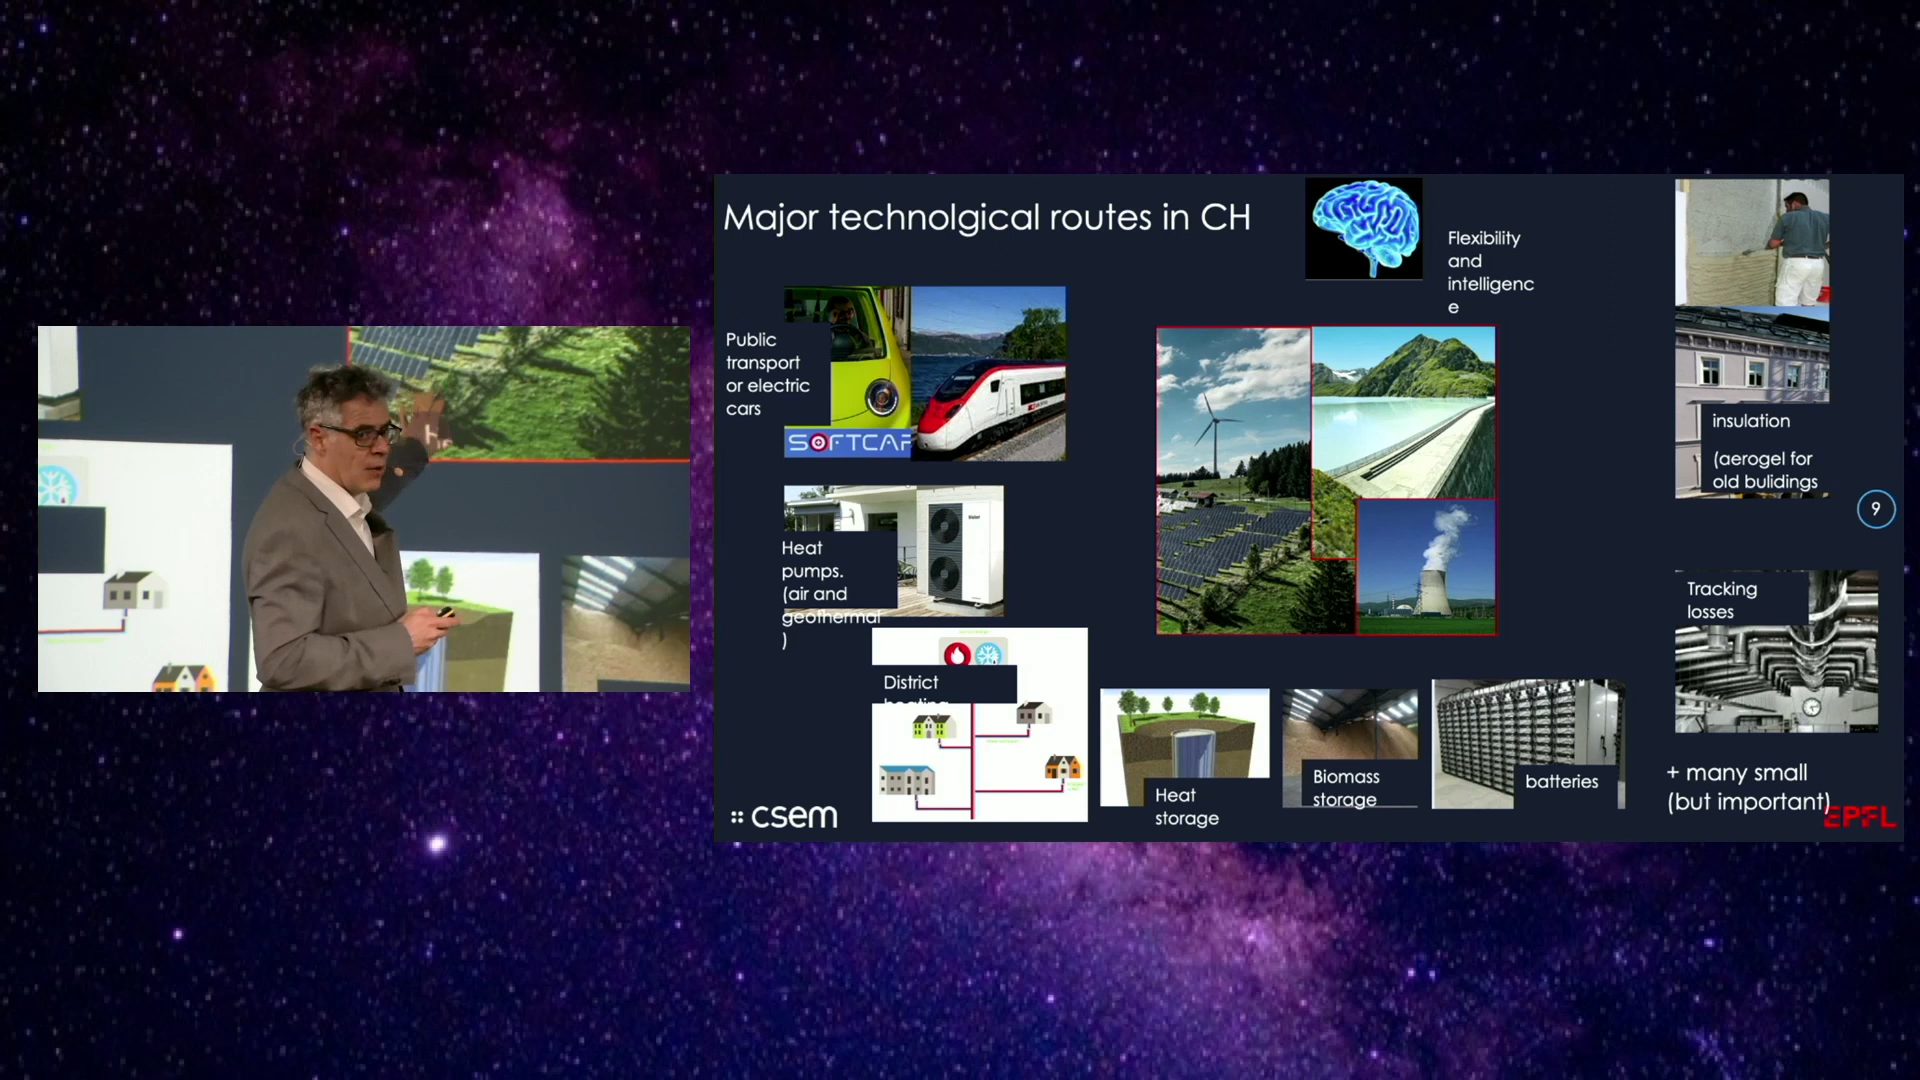 Major technolgical routes in CH
Flexibility
and
intelligenc
e
Public
transport
or electric
cars
SOFTCAR
Heat
pumps.
(air and
geothermal
)
District
heating
Heat
storage
Biomass
storage
batteries
insulation
(aerogel for
old bulidings
9
Tracking
losses
+ many small
(but important)
csem
EPFL